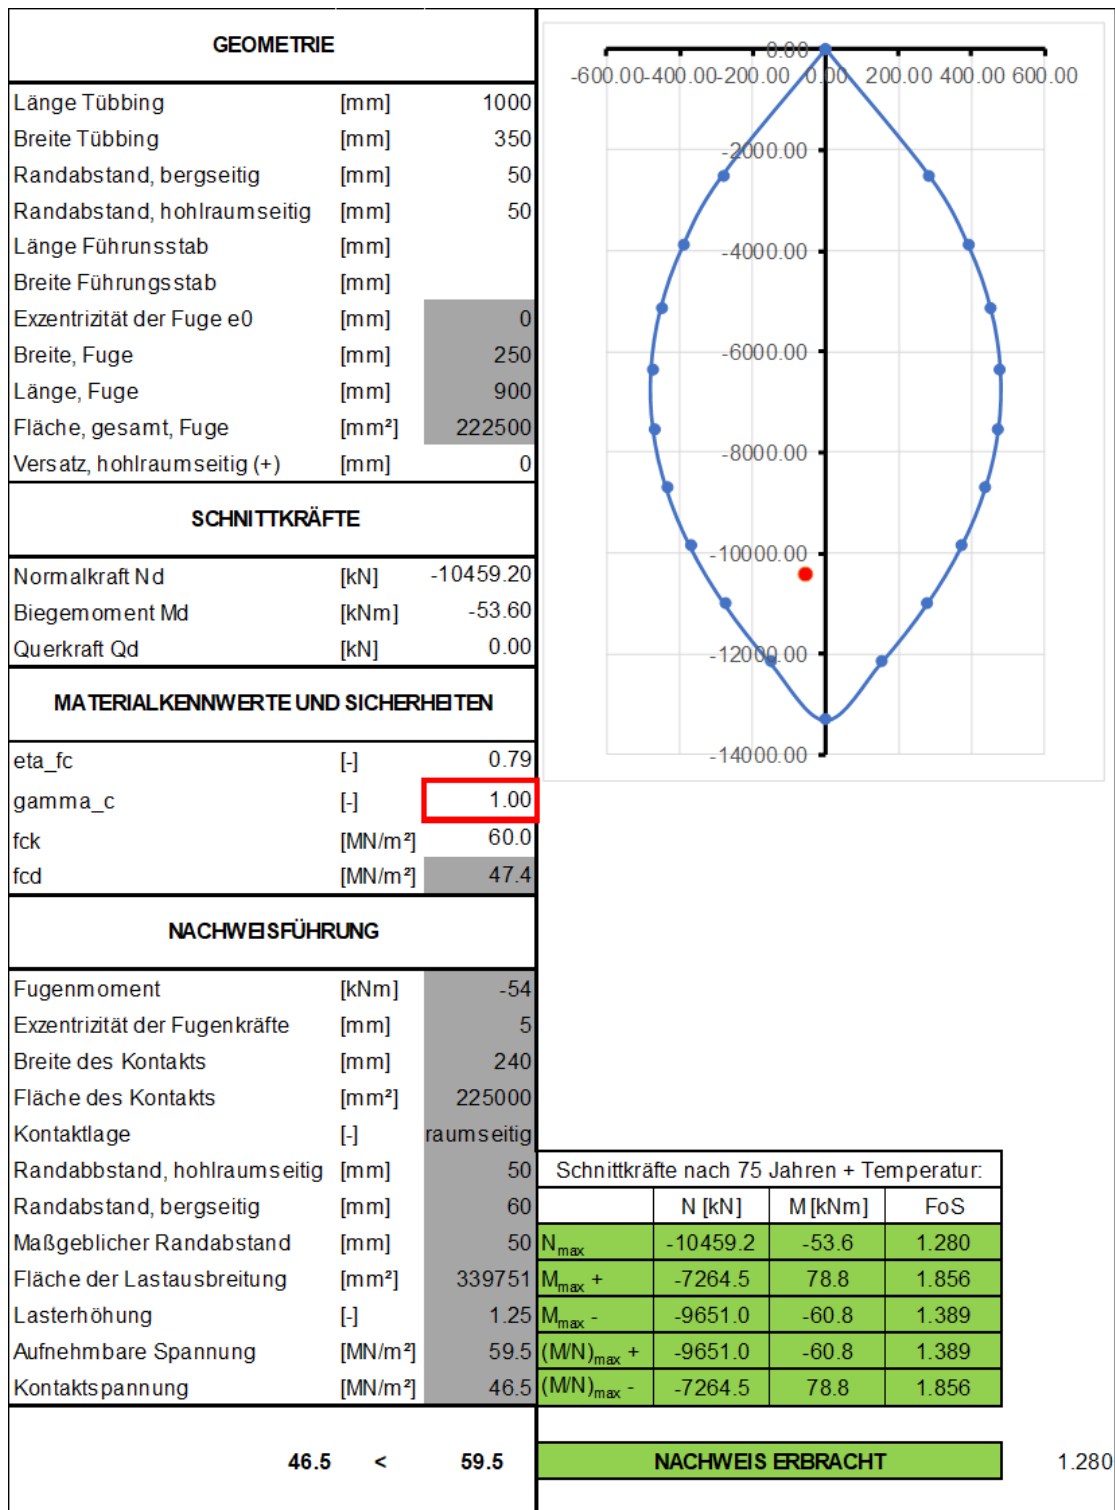 GEOMETRIE
Länge Tübbing [mm] 1000
Breite Tübbing [mm] 350
Randabstand, bergseitig [mm] 50
Randabstand, hohlraumseitig [mm] 50
Länge Führunsstab [mm]
Breite Führungsstab [mm]
Exzentrizität der Fuge e0 [mm] 0
Breite, Fuge [mm] 250
Länge, Fuge [mm] 900
Fläche, gesamt, Fuge [mm²] 222500
Versatz, hohlraumseitig (+) [mm] 0
SCHNITTKRÄFTE
Normalkraft Nd [kN] -10459.20
Biegemoment Md [kNm] -53.60
Querkraft Qd [kN] 0.00
MATERIALKENNWERTE UND SICHERHEITEN
eta_fc [-] 0.79
gamma_c [-] 1.00
fck [MN/m²] 60.0
fcd [MN/m²] 47.4
NACHWEISFÜHRUNG
Fugenmoment [kNm] -54
Exzentrizität der Fugenkräfte [mm] 5
Breite des Kontakts [mm] 240
Fläche des Kontakts [mm²] 225000
Kontaktlage [-] raumseitig
Randabbstand, hohlraumseitig [mm] 50
Randabstand, bergseitig [mm] 60
Maßgeblicher Randabstand [mm] 50
Fläche der Lastausbreitung [mm²] 339751
Lasterhöhung [-] 1.25
Aufnehmbare Spannung [MN/m²] 59.5
Kontaktspannung [MN/m²] 46.5
46.5 < 59.5
0.00
-600.00 -400.00 -200.00 0.00 200.00 400.00 600.00
-2000.00
-4000.00
-6000.00
-8000.00
-10000.00
-12000.00
-14000.00
Schnittkräfte nach 75 Jahren + Temperatur:
N [kN] M [kNm] FoS
Nmax -10459.2 -53.6 1.280
Mmax + -7264.5 78.8 1.856
Mmax - -9651.0 -60.8 1.389
(M/N)max + -9651.0 -60.8 1.389
(M/N)max - -7264.5 78.8 1.856
NACHWEIS ERBRACHT 1.280